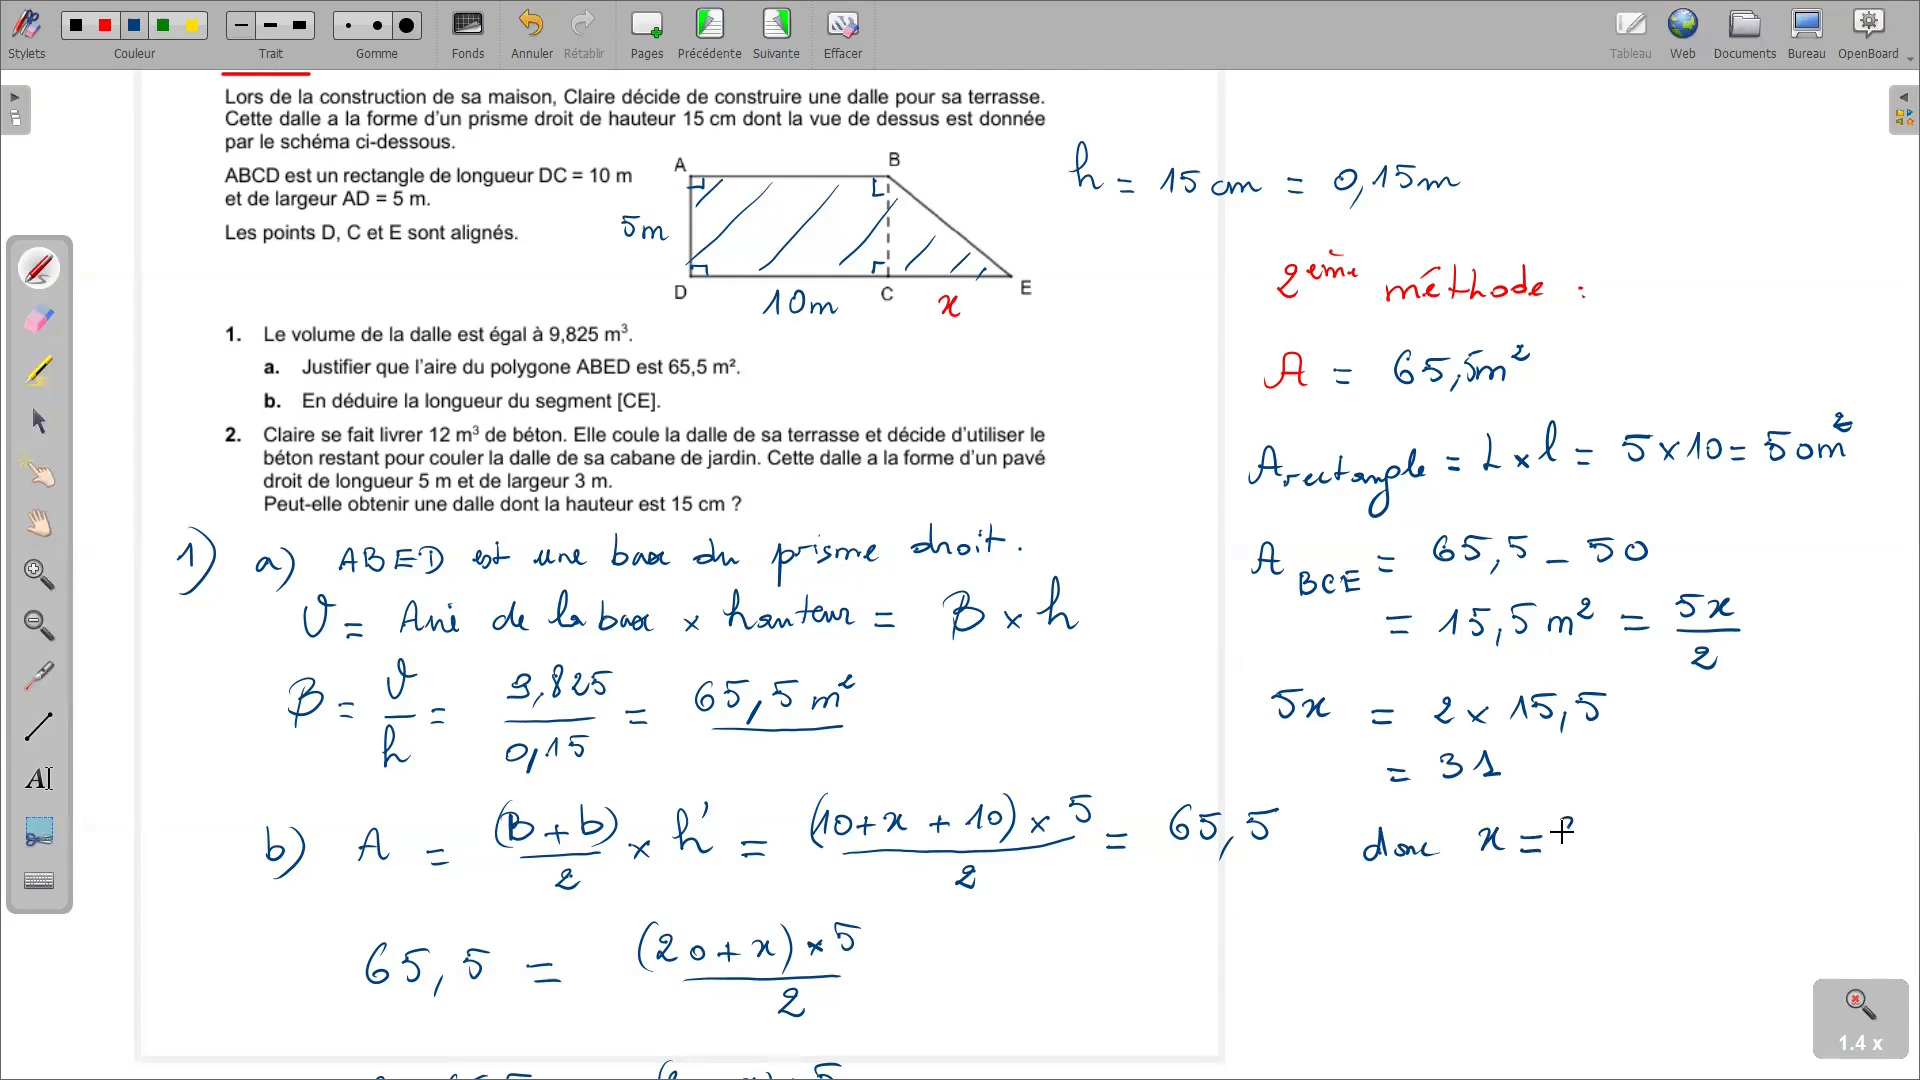 Stylets Couleur Trait Gomme Fonds Annuler Rétablir Pages Précédente Suivante Effacer Tableau Web Documents Bureau OpenBoard
Lors de la construction de sa maison, Claire décide de construire une dalle pour sa terrasse.
Cette dalle a la forme d'un prisme droit de hauteur 15 cm dont la vue de dessus est donnée
par le schéma ci-dessous.
ABCD est un rectangle de longueur DC = 10 m
et de largeur AD = 5 m.
Les points D, C et E sont alignés.
A B
5m
D 10m C x E
1. Le volume de la dalle est égal à 9,825 m³.
a. Justifier que l'aire du polygone ABED est 65,5 m².
b. En déduire la longueur du segment [CE].
2. Claire se fait livrer 12 m³ de béton. Elle coule la dalle de sa terrasse et décide d'utiliser le
béton restant pour couler la dalle de sa cabane de jardin. Cette dalle a la forme d'un pavé
droit de longueur 5 m et de largeur 3 m.
Peut-elle obtenir une dalle dont la hauteur est 15 cm ?
1) a) ABED est une base du prisme droit.
V = Aire de la base × hauteur = B × h
B = V/h = 9,825/0,15 = 65,5 m²
b) A = (B + b)/2 × h' = (10 + x + 10) × 5/2 = 65,5
65,5 = (20 + x) × 5/2
h = 15 cm = 0,15 m
2ème méthode :
A = 65,5 m²
A rectangle = L × l = 5 × 10 = 50 m²
A BCE = 65,5 - 50
= 15,5 m² = 5x/2
5x = 2 × 15,5
= 31
donc x =
1.4 x